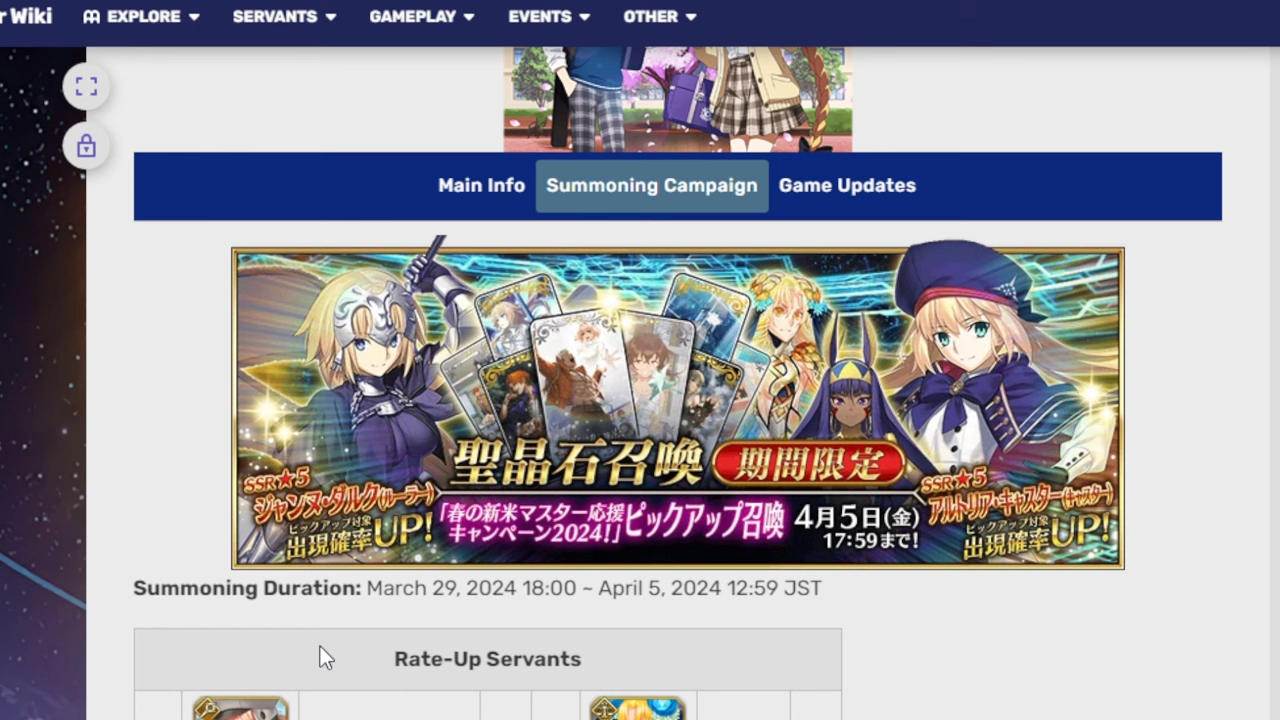 r Wiki EXPLORE SERVANTS GAMEPLAY EVENTS OTHER
Main Info Summoning Campaign Game Updates
聖晶石召喚 期間限定
SSR★5
ジャンヌ・ダルク(ルーラー)
ピックアップ対象
出現確率UP!
「春の新米マスター応援
キャンペーン2024」ピックアップ召喚
4月5日(金)
17:59まで!
SSR★5
アルトリア・キャスター(キャスター)
ピックアップ対象
出現確率UP!
Summoning Duration: March 29, 2024 18:00 ~ April 5, 2024 12:59 JST
Rate-Up Servants